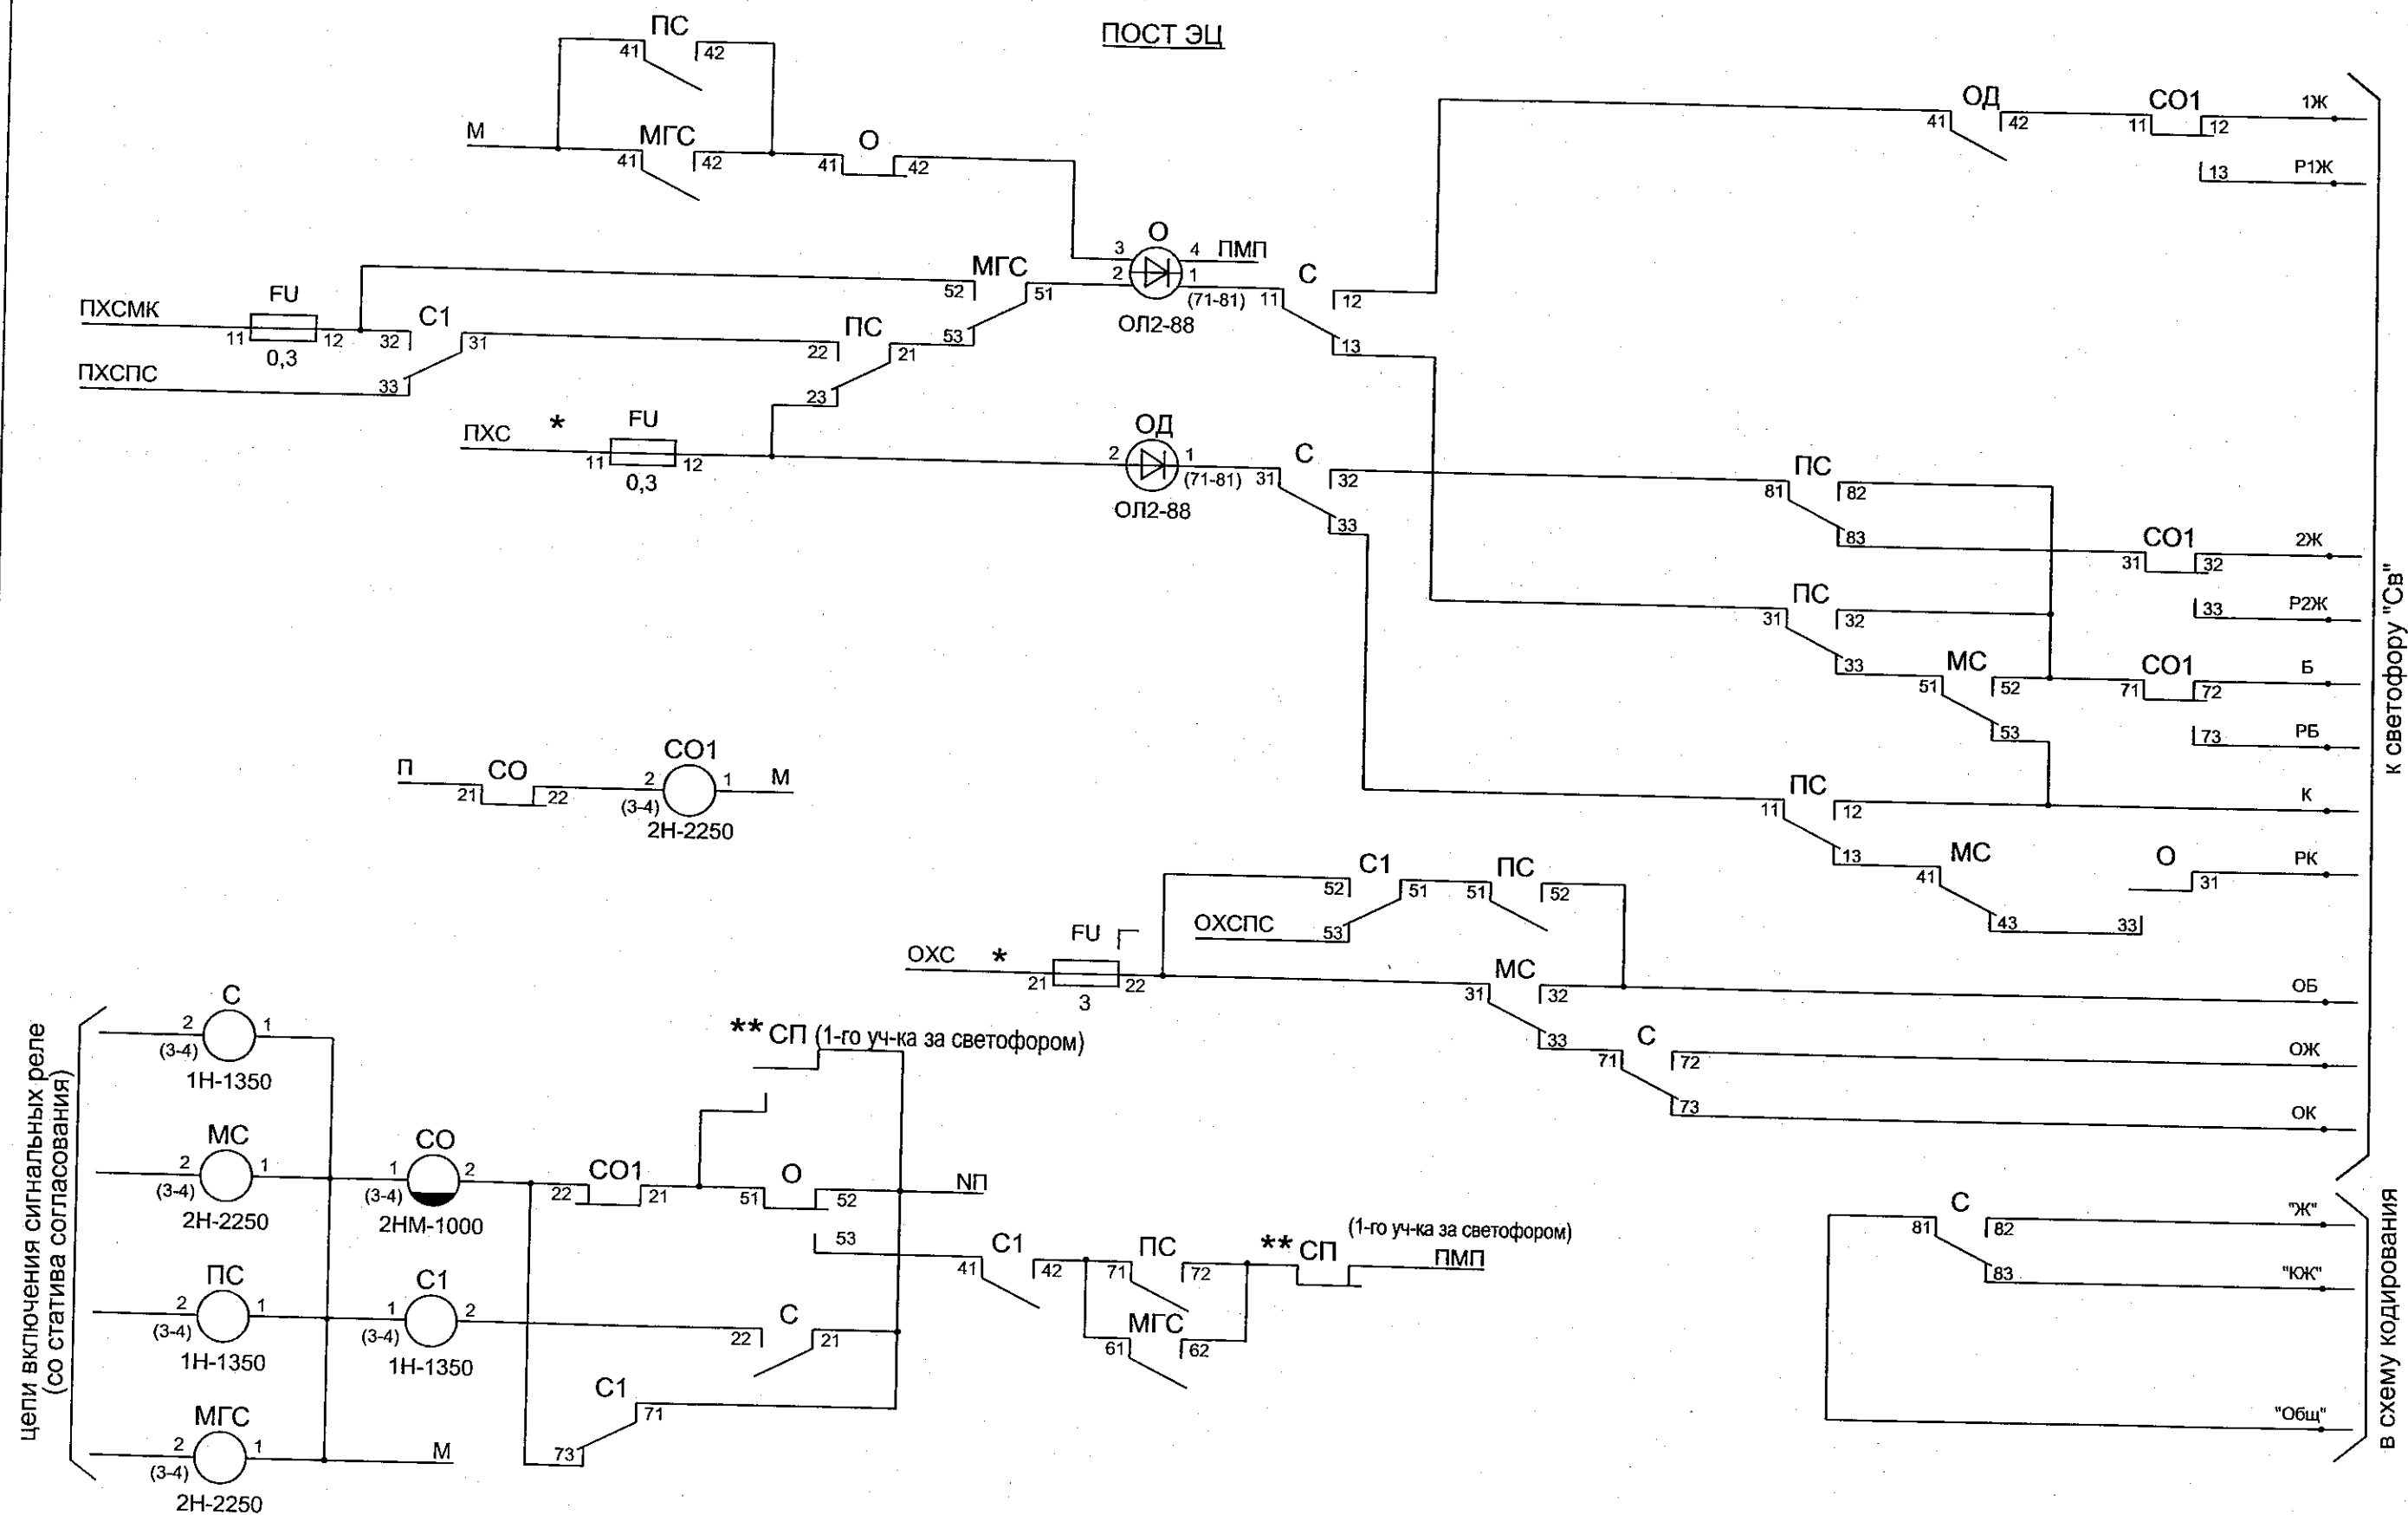 ПОСТ ЭЦ
ПС
41 42
М
МГС
41 42
О
41 42
ОД
41 42
СО1
11 12
1Ж
13
Р1Ж
О
3 4 ПМП
2 1
(71-81)
ОЛ2-88
МГС
52 51
53
С
11 12
13
ПХСМК
FU
11 12
0,3
С1
32 31
33
ПХСПС
ПС
22 21
23
ПХС * FU
11 12
0,3
ОД
2 1
(71-81)
ОЛ2-88
С
31 32
33
ПС
81 82
83
СО1
31 32
2Ж
33
Р2Ж
ПС
31 32
33
МС
51 52
53
СО1
71 72
Б
73
РБ
К
ПС
11 12
13
МС
41
43
О
33 31
РК
П
СО
21 22
СО1
2 1
(3-4)
2Н-2250
М
С1
52 51
53
ПС
51 52
ОХСПС
ОХС * FU
21 22
3
МС
31 32
33
ОБ
С
71 72
73
ОЖ
ОК
к светофору "Св"
цепи включения сигнальных реле
(со статива согласования)
С
2 1
(3-4)
1Н-1350
МС
2 1
(3-4)
2Н-2250
ПС
2 1
(3-4)
1Н-1350
МГС
2 1
(3-4)
2Н-2250
М
СО
1 2
(3-4)
2НМ-1000
С1
1 2
(3-4)
1Н-1350
** СП (1-го уч-ка за светофором)
СО1
22 21
О
51 52
53
NП
С1
41 42
ПС
71 72
МГС
61 62
** СП
(1-го уч-ка за светофором)
ПМП
С
22 21
С1
71
73
С
81 82
83
"Ж"
"КЖ"
"Общ"
в схему кодирования